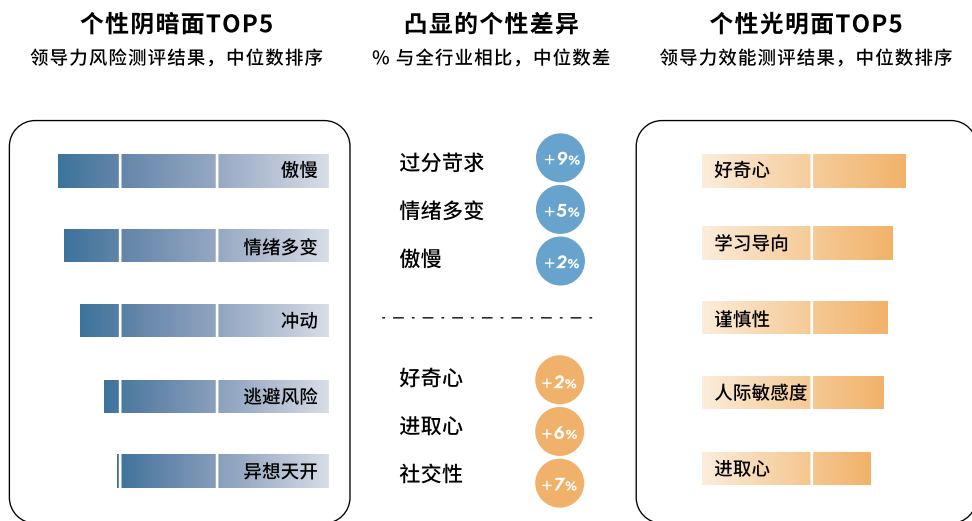 个性阴暗面TOP5
领导力风险测评结果，中位数排序
傲慢
情绪多变
冲动
逃避风险
异想天开
凸显的个性差异
% 与全行业相比，中位数差
过分苛求 +9%
情绪多变 +5%
傲慢 +2%
好奇心 +2%
进取心 +6%
社交性 +7%
个性光明面TOP5
领导力效能测评结果，中位数排序
好奇心
学习导向
谨慎性
人际敏感度
进取心